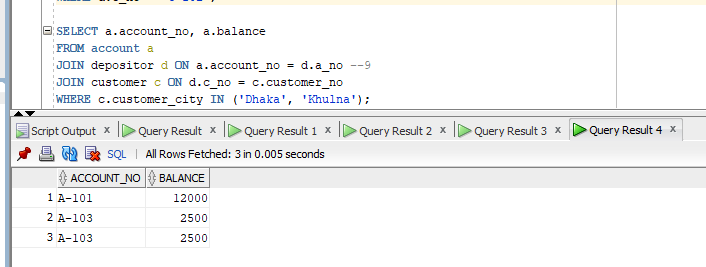 SELECT a.account_no, a.balance
FROM account a
JOIN depositor d ON a.account_no = d.a_no --9
JOIN customer c ON d.c_no = c.customer_no
WHERE c.customer_city IN ('Dhaka', 'Khulna');
Script Output x Query Result x Query Result 1 x Query Result 2 x Query Result 3 x Query Result 4 x
SQL | All Rows Fetched: 3 in 0.005 seconds
ACCOUNT_NO BALANCE
1 A-101 12000
2 A-103 2500
3 A-103 2500